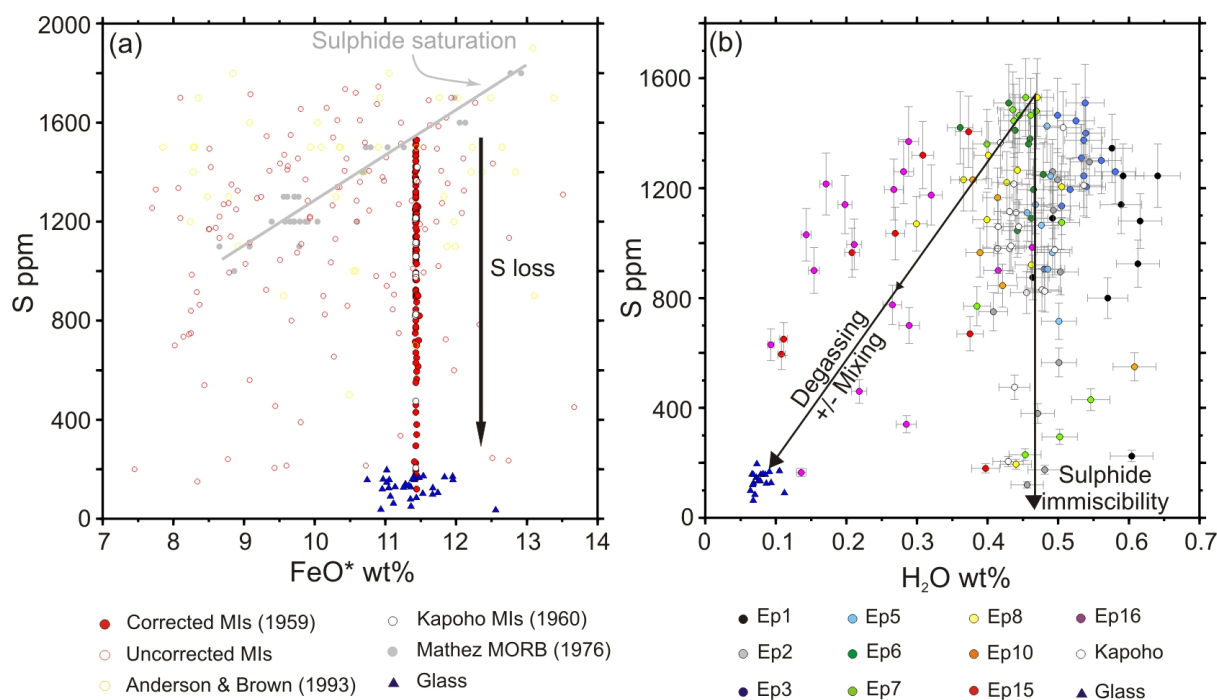 (a)
Sulphide saturation
S loss
S ppm
2000
1600
1200
800
400
0
7 8 9 10 11 12 13 14
FeO* wt%
(b)
Degassing
+/- Mixing
Sulphide
immiscibility
S ppm
1600
1200
800
400
0
0 0.1 0.2 0.3 0.4 0.5 0.6 0.7
H₂O wt%
Corrected MIs (1959)
Uncorrected MIs
Anderson & Brown (1993)
Kapoho MIs (1960)
Mathez MORB (1976)
Glass
Ep1
Ep2
Ep3
Ep5
Ep6
Ep7
Ep8
Ep10
Ep15
Ep16
Kapoho
Glass